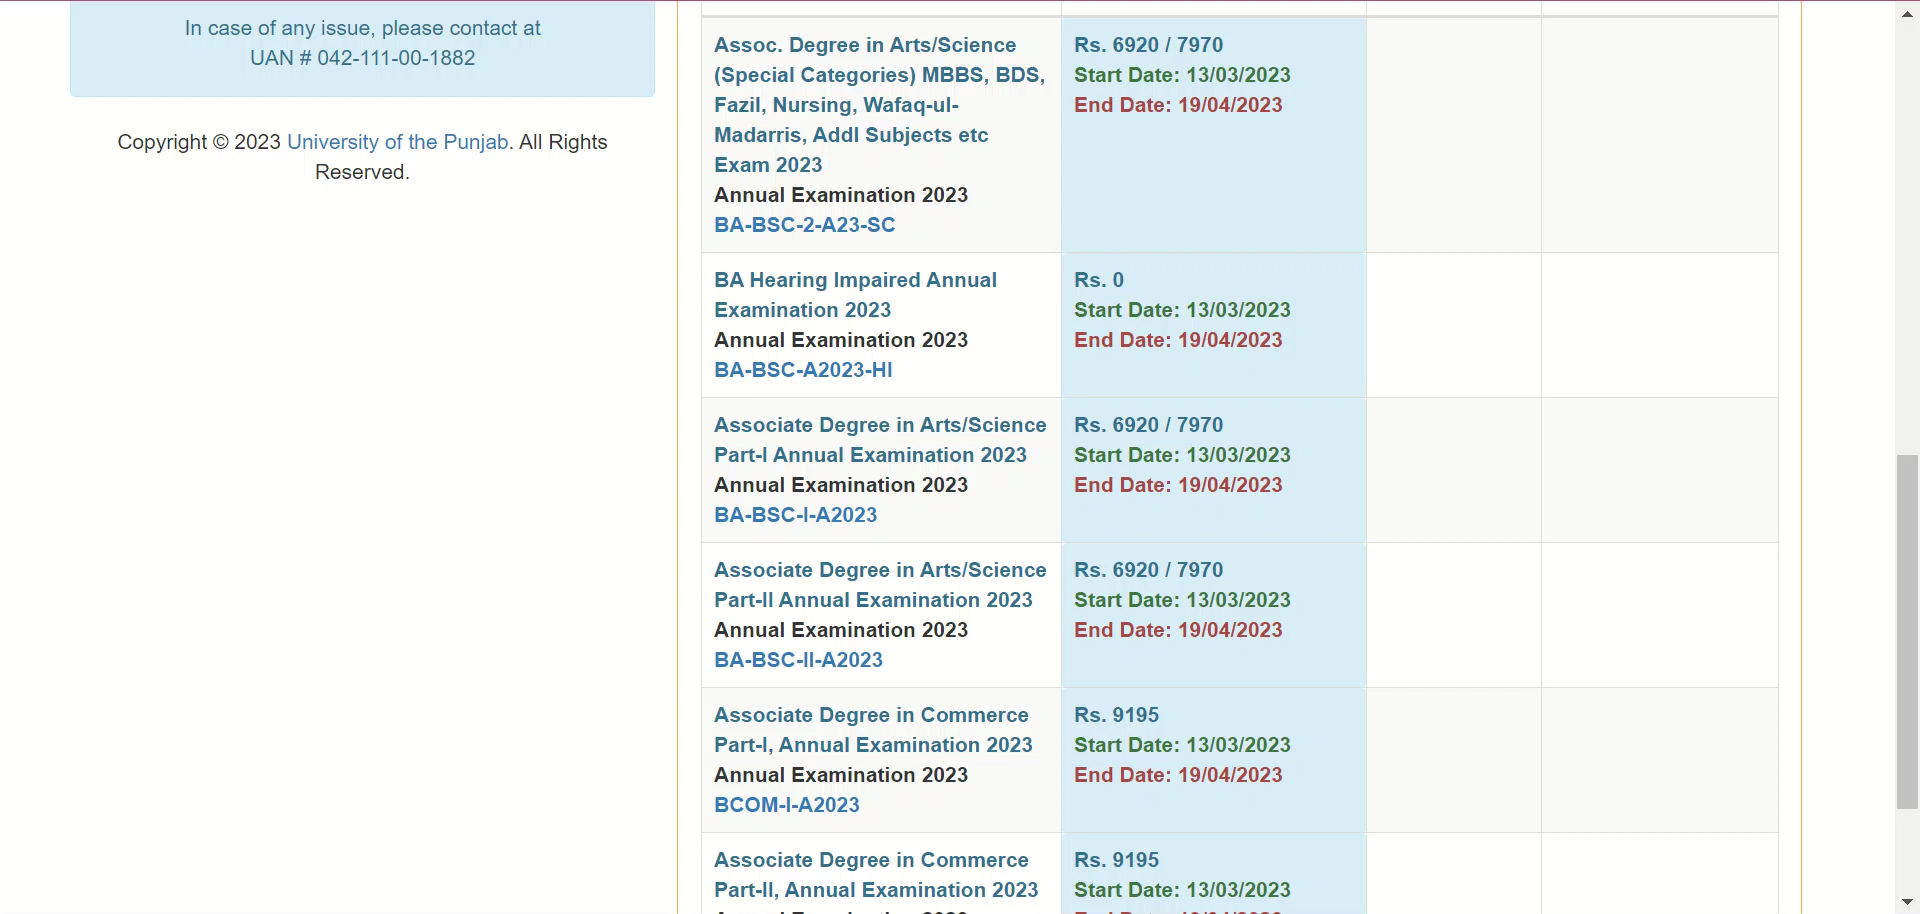 In case of any issue, please contact at
UAN # 042-111-00-1882
Copyright © 2023 University of the Punjab. All Rights
Reserved.
Assoc. Degree in Arts/Science
(Special Categories) MBBS, BDS,
Fazil, Nursing, Wafaq-ul-
Madarris, Addl Subjects etc
Exam 2023
Annual Examination 2023
BA-BSC-2-A23-SC
Rs. 6920 / 7970
Start Date: 13/03/2023
End Date: 19/04/2023
BA Hearing Impaired Annual
Examination 2023
Annual Examination 2023
BA-BSC-A2023-HI
Rs. 0
Start Date: 13/03/2023
End Date: 19/04/2023
Associate Degree in Arts/Science
Part-I Annual Examination 2023
Annual Examination 2023
BA-BSC-I-A2023
Rs. 6920 / 7970
Start Date: 13/03/2023
End Date: 19/04/2023
Associate Degree in Arts/Science
Part-II Annual Examination 2023
Annual Examination 2023
BA-BSC-II-A2023
Rs. 6920 / 7970
Start Date: 13/03/2023
End Date: 19/04/2023
Associate Degree in Commerce
Part-I, Annual Examination 2023
Annual Examination 2023
BCOM-I-A2023
Rs. 9195
Start Date: 13/03/2023
End Date: 19/04/2023
Associate Degree in Commerce
Part-II, Annual Examination 2023
Rs. 9195
Start Date: 13/03/2023